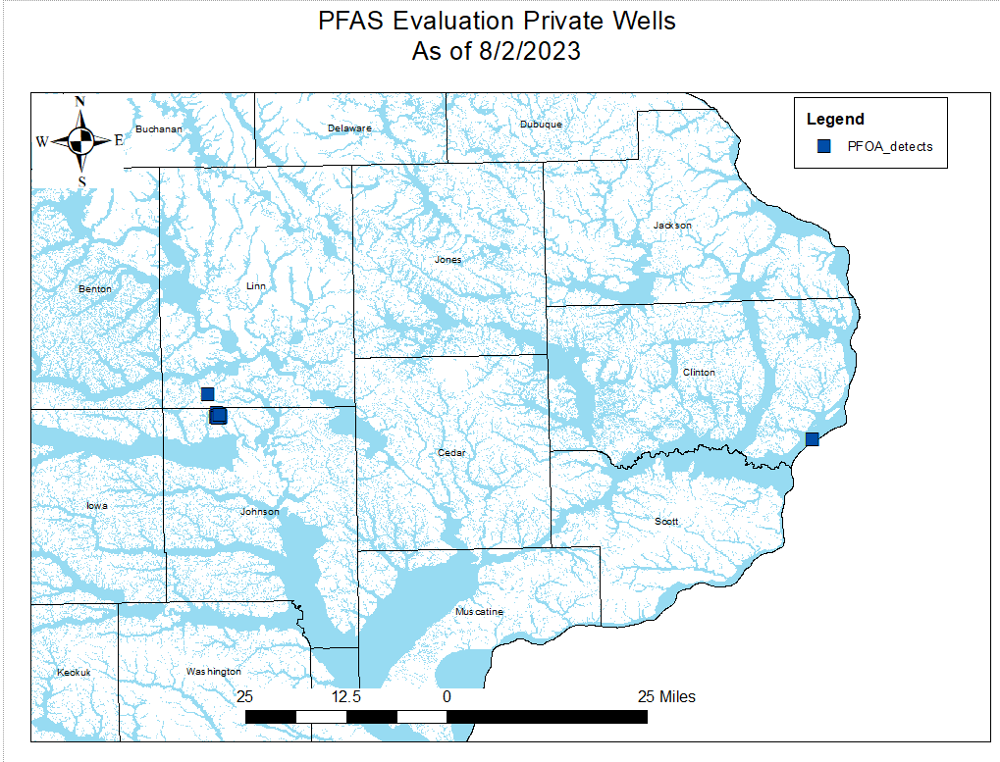 PFAS Evaluation Private Wells
As of 8/2/2023
N
W E
S
Legend
PFOA_detects
Buchanan
Delaware
Dubuque
Jackson
Jones
Linn
Benton
Clinton
Cedar
Iowa
Johnson
Scott
Muscatine
Keokuk
Washington
25 12.5 0 25 Miles